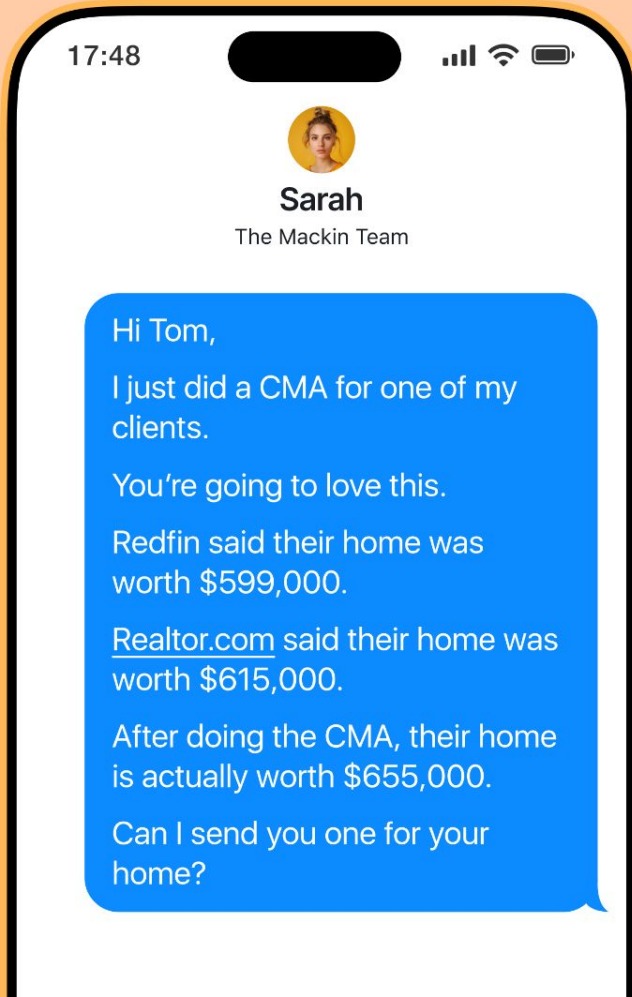 17:48
Sarah
The Mackin Team
Hi Tom,
I just did a CMA for one of my
clients.
You’re going to love this.
Redfin said their home was
worth $599,000.
Realtor.com said their home was
worth $615,000.
After doing the CMA, their home
is actually worth $655,000.
Can I send you one for your
home?